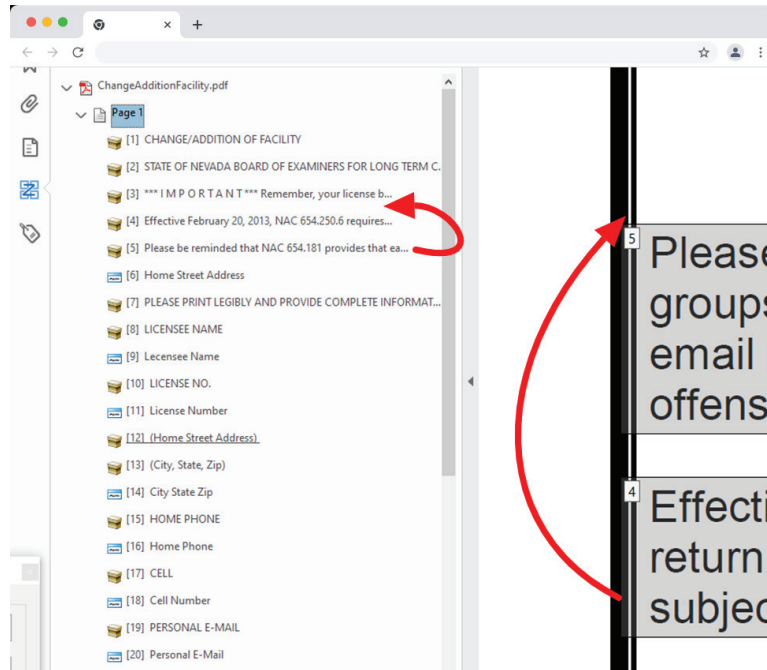 ChangeAdditionFacility.pdf
Page 1
[1] CHANGE/ADDITION OF FACILITY
[2] STATE OF NEVADA BOARD OF EXAMINERS FOR LONG TERM C.
[3] *** I M P O R T A N T *** Remember, your license b...
[4] Effective February 20, 2013, NAC 654.250.6 requires...
[5] Please be reminded that NAC 654.181 provides that ea...
[6] Home Street Address
[7] PLEASE PRINT LEGIBLY AND PROVIDE COMPLETE INFORMAT...
[8] LICENSEE NAME
[9] Lecensee Name
[10] LICENSE NO.
[11] License Number
[12] (Home Street Address)
[13] (City, State, Zip)
[14] City State Zip
[15] HOME PHONE
[16] Home Phone
[17] CELL
[18] Cell Number
[19] PERSONAL E-MAIL
[20] Personal E-Mail
5
Please
groups
email
offens
4
Effecti
return
subjec